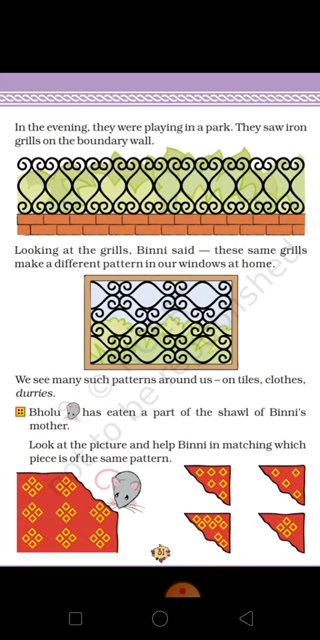 In the evening, they were playing in a park. They saw iron
grills on the boundary wall.
Looking at the grills, Binni said — these same grills
make a different pattern in our windows at home.
We see many such patterns around us – on tiles, clothes,
durries.
Bholu has eaten a part of the shawl of Binni's
mother.
Look at the picture and help Binni in matching which
piece is of the same pattern.
31